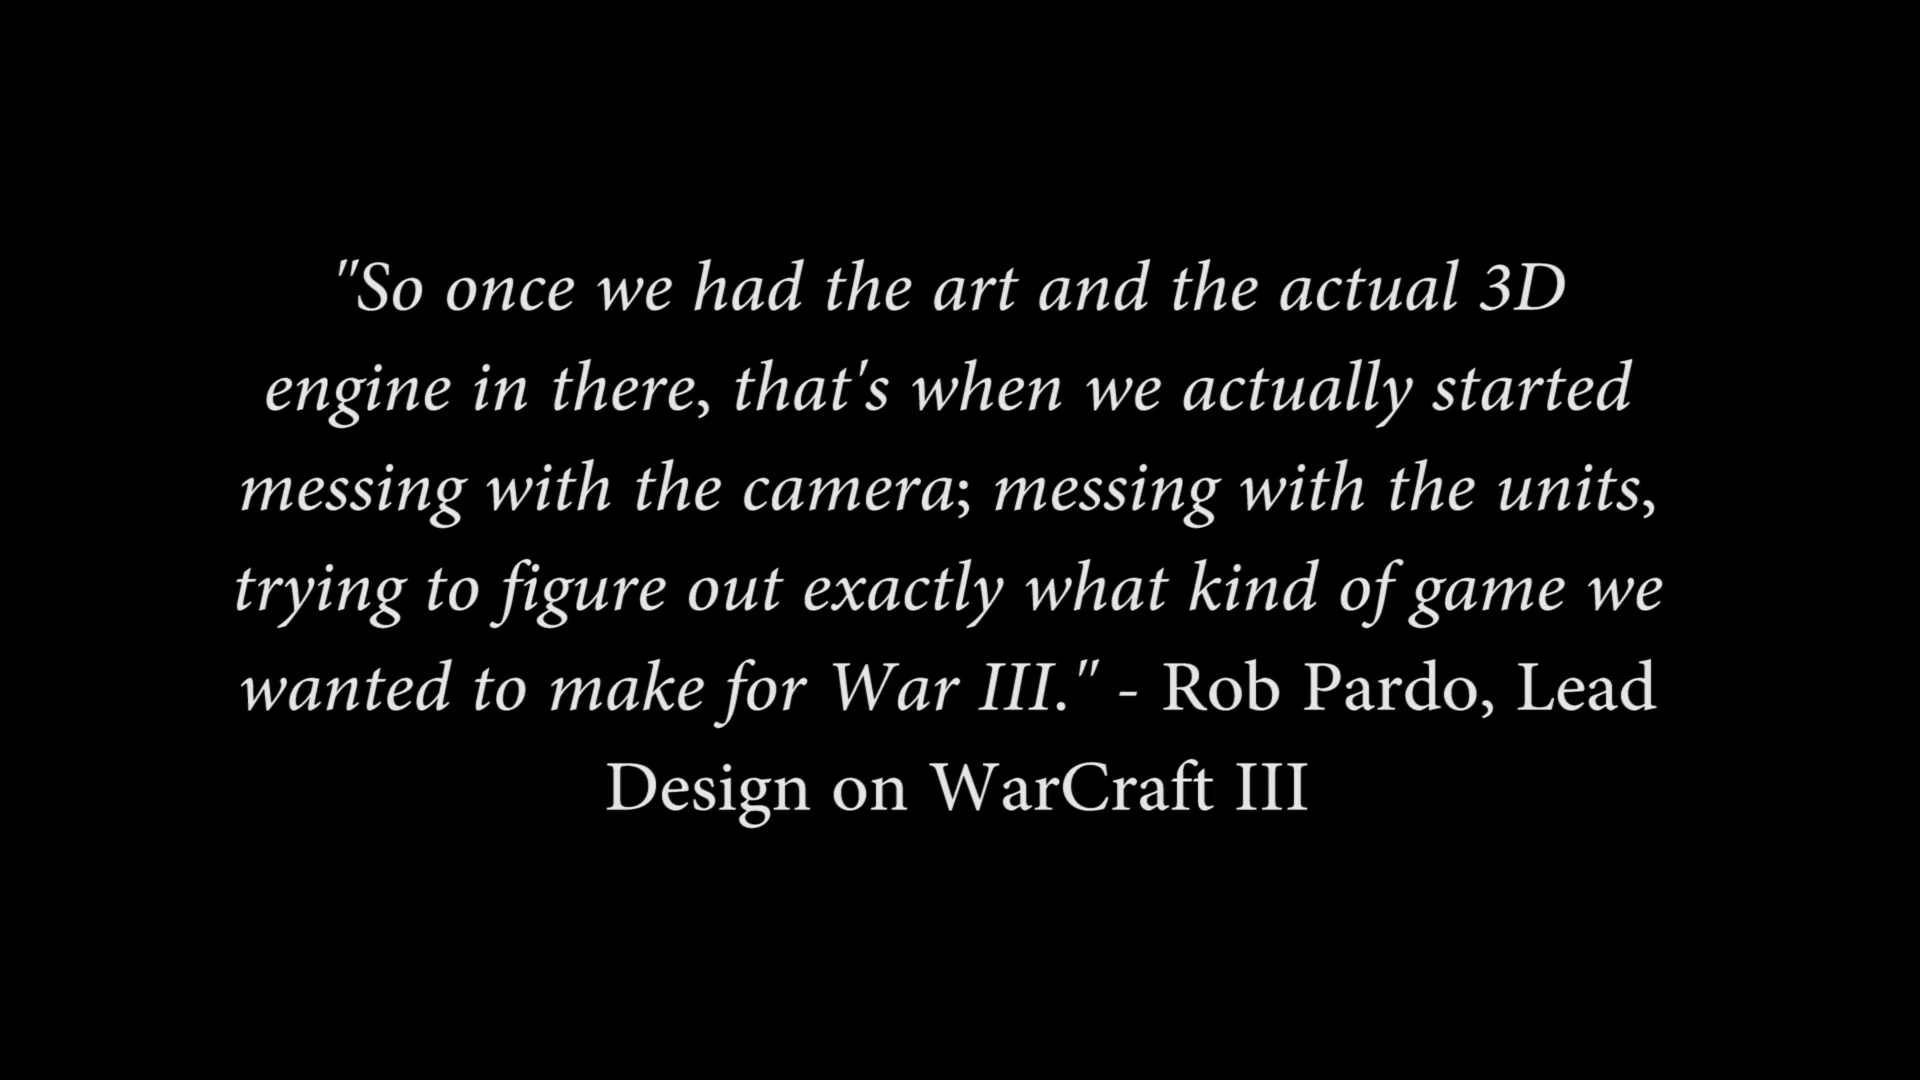 "So once we had the art and the actual 3D
engine in there, that's when we actually started
messing with the camera; messing with the units,
trying to figure out exactly what kind of game we
wanted to make for War III." - Rob Pardo, Lead
Design on WarCraft III